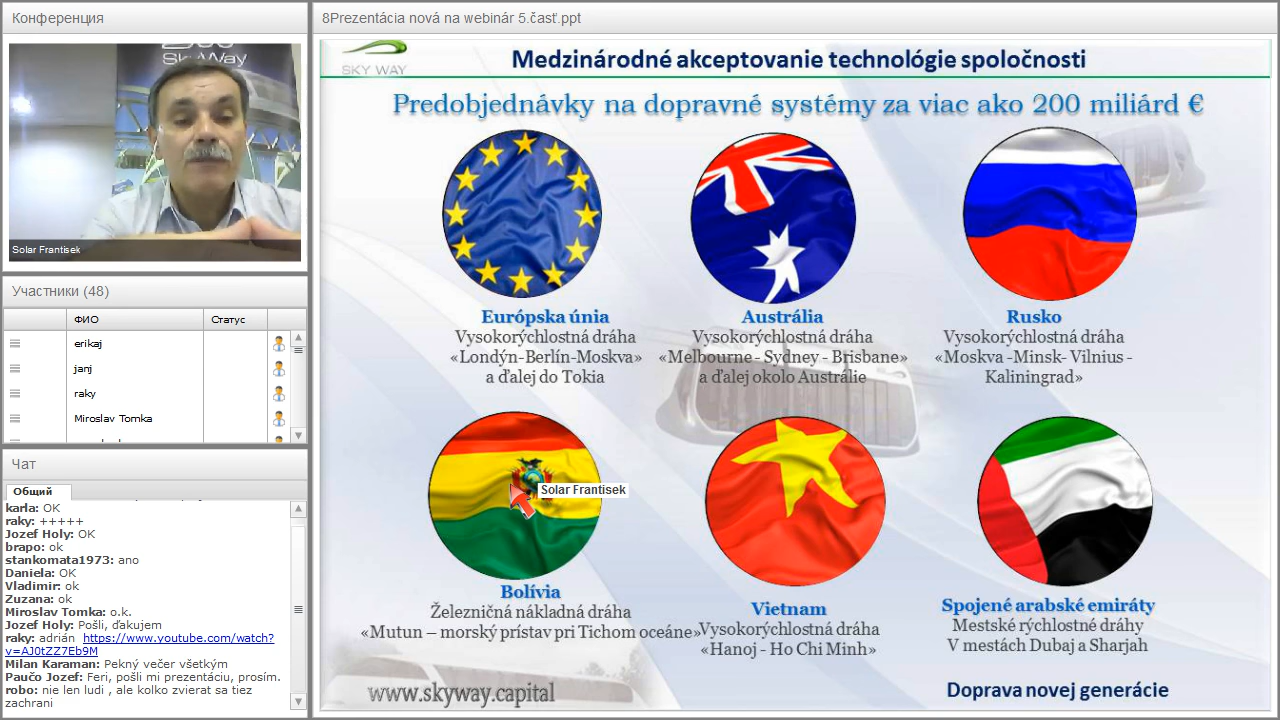 Конференция
SkyWay
Solar Frantisek
Участники (48)
ФИО
Статус
erikaj
janj
raky
Miroslav Tomka
Чат
Общий
karla: OK
raky: +++++
Jozef Holy: OK
brapo: ok
stankomata1973: ano
Daniela: OK
Vladimir: ok
Zuzana: ok
Miroslav Tomka: o.k.
Jozef Holy: Pošli, ďakujem
raky: adrián https://www.youtube.com/watch?
v=AJ0tZZ7Eb9M
Milan Karaman: Pekný večer všetkým
Paučo Jozef: Feri, pošli mi prezentáciu, prosím.
robo: nie len ludi , ale kolko zvierat sa tiez
zachrani
8Prezentácia nová na webinár 5.časť.ppt
SKY WAY
Medzinárodné akceptovanie technológie spoločnosti
Predobjednávky na dopravné systémy za viac ako 200 miliárd €
Európska únia
Vysokorýchlostná dráha
«Londýn-Berlín-Moskva»
a ďalej do Tokia
Austrália
Vysokorýchlostná dráha
«Melbourne - Sydney - Brisbane»
a ďalej okolo Austrálie
Rusko
Vysokorýchlostná dráha
«Moskva -Minsk- Vilnius -
Kaliningrad»
Solar Frantisek
Bolívia
Železničná nákladná dráha
«Mutun – morský prístav pri Tichom oceáne»
Vietnam
Vysokorýchlostná dráha
«Hanoj - Ho Chi Minh»
Spojené arabské emiráty
Mestské rýchlostné dráhy
V mestách Dubaj a Sharjah
www.skyway.capital
Doprava novej generácie